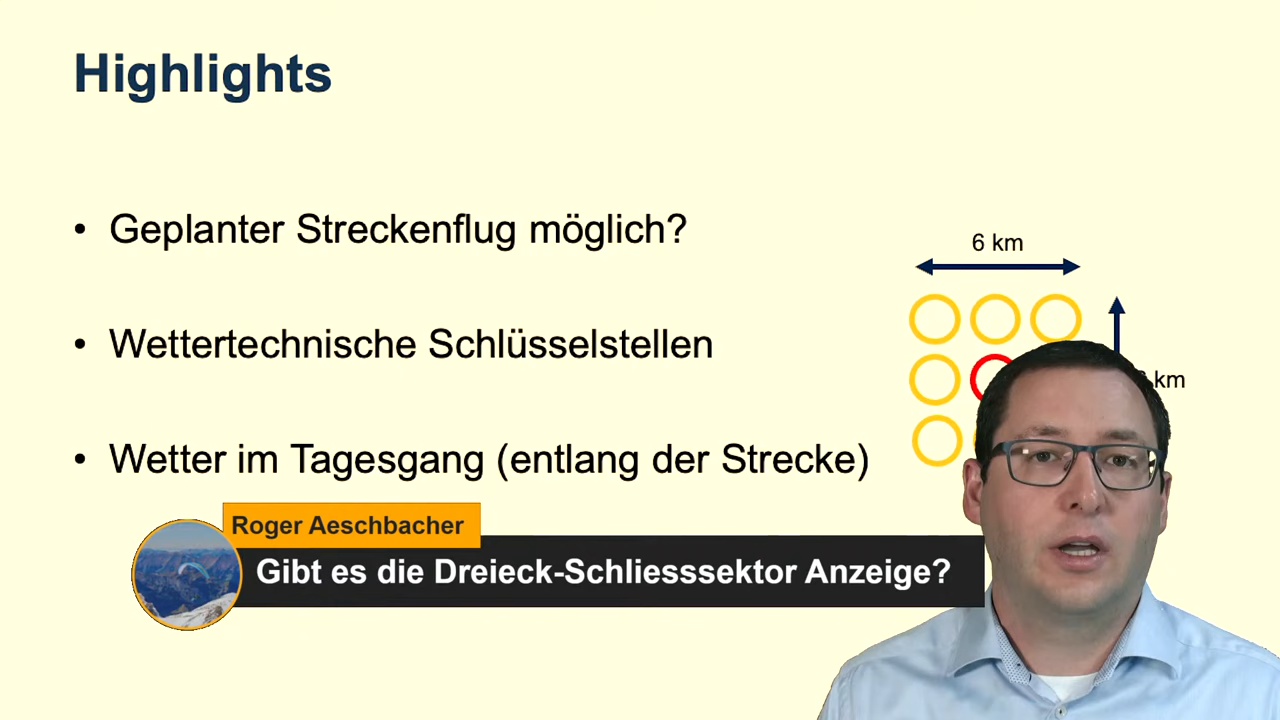 Highlights
• Geplanter Streckenflug möglich?
6 km
• Wettertechnische Schlüsselstellen
km
• Wetter im Tagesgang (entlang der Strecke)
Roger Aeschbacher
Gibt es die Dreieck-Schliesssektor Anzeige?